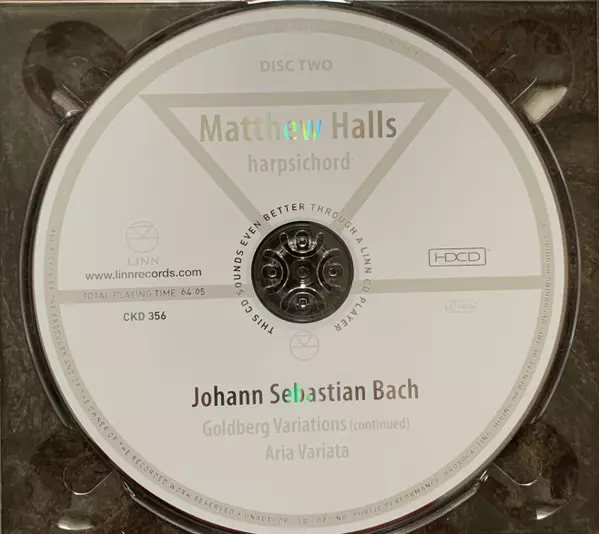 DISC TWO
Matthew Halls
harpsichord
THIS CD SOUNDS EVEN BETTER THROUGH A LINN CD PLAYER
LINN
www.linnrecords.com
HDCD
TOTAL PLAYING TIME 64.05
CKD 356
Johann Sebastian Bach
Goldberg Variations (continued)
Aria Variata